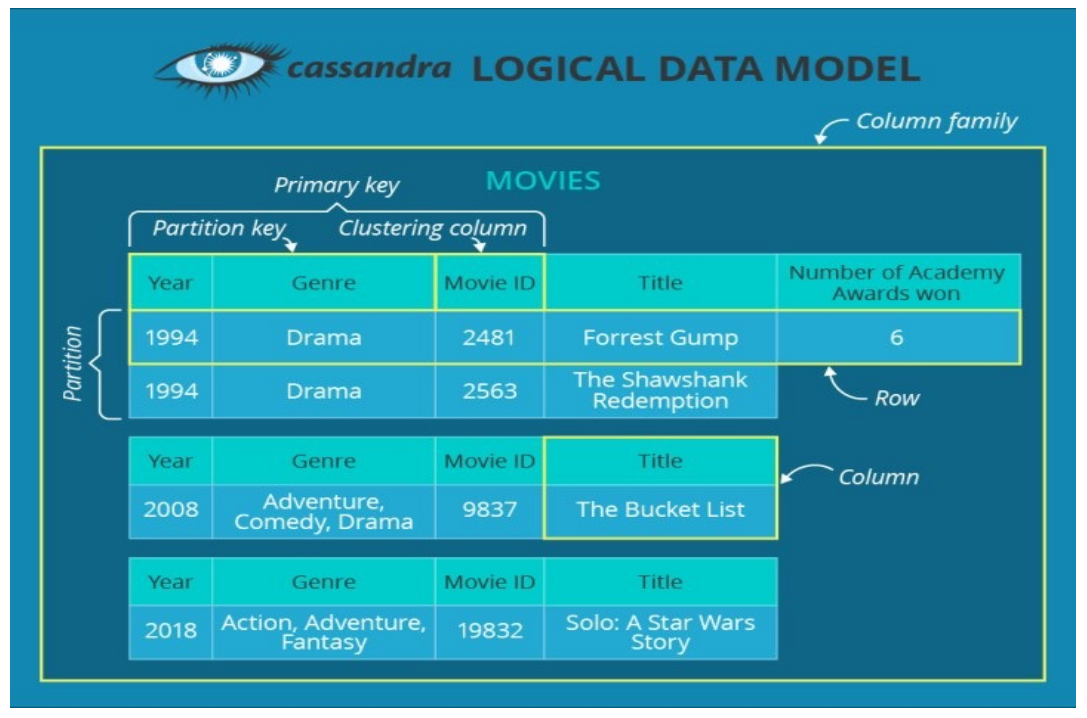 cassandra LOGICAL DATA MODEL
Column family
MOVIES
Primary key
Partition key
Clustering column
Year
Genre
Movie ID
Title
Number of Academy
Awards won
Partition
1994
Drama
2481
Forrest Gump
6
1994
Drama
2563
The Shawshank
Redemption
Row
Year
Genre
Movie ID
Title
Column
2008
Adventure,
Comedy, Drama
9837
The Bucket List
Year
Genre
Movie ID
Title
2018
Action, Adventure,
Fantasy
19832
Solo: A Star Wars
Story